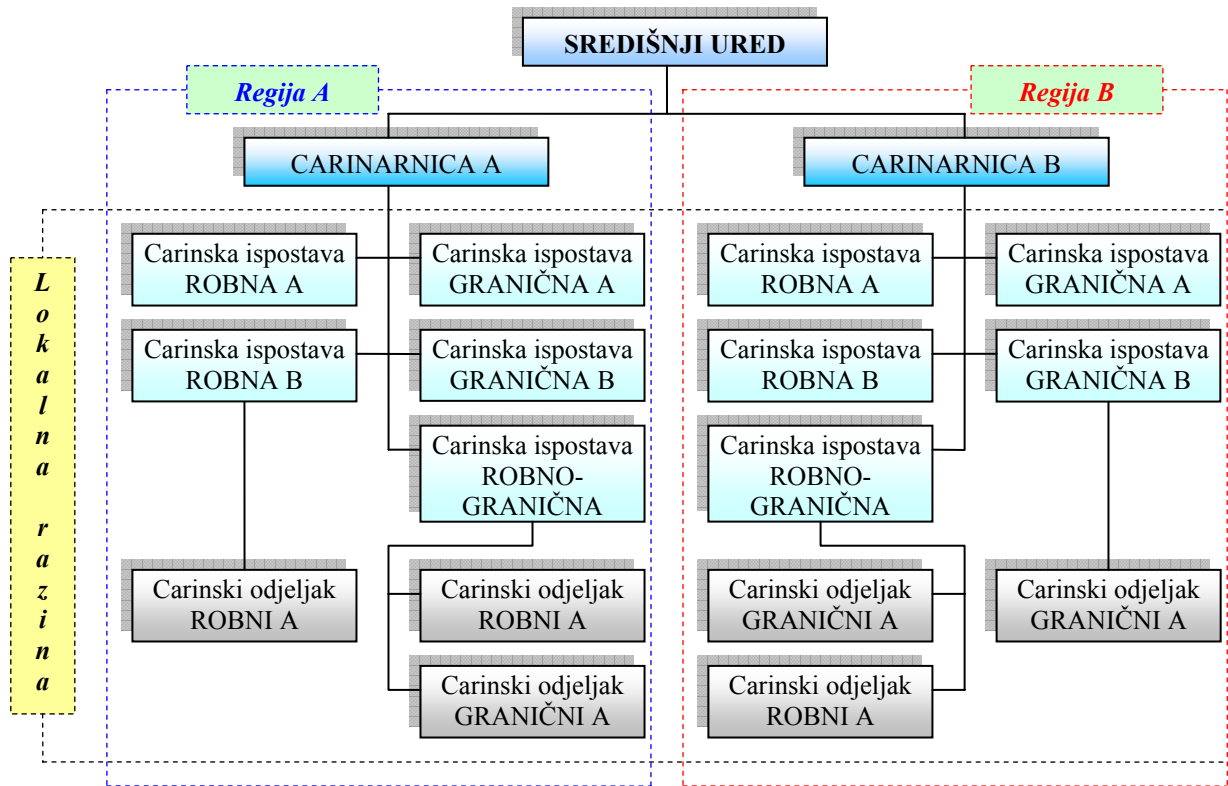 SREDIŠNJI URED
Regija A
Regija B
CARINARNICA A
CARINARNICA B
Lokalna razina
Carinska ispostava
ROBNA A
Carinska ispostava
GRANIČNA A
Carinska ispostava
ROBNA A
Carinska ispostava
GRANIČNA A
Carinska ispostava
ROBNA B
Carinska ispostava
GRANIČNA B
Carinska ispostava
ROBNA B
Carinska ispostava
GRANIČNA B
Carinska ispostava
ROBNO-
GRANIČNA
Carinska ispostava
ROBNO-
GRANIČNA
Carinski odjeljak
ROBNI A
Carinski odjeljak
ROBNI A
Carinski odjeljak
GRANIČNI A
Carinski odjeljak
GRANIČNI A
Carinski odjeljak
GRANIČNI A
Carinski odjeljak
ROBNI A